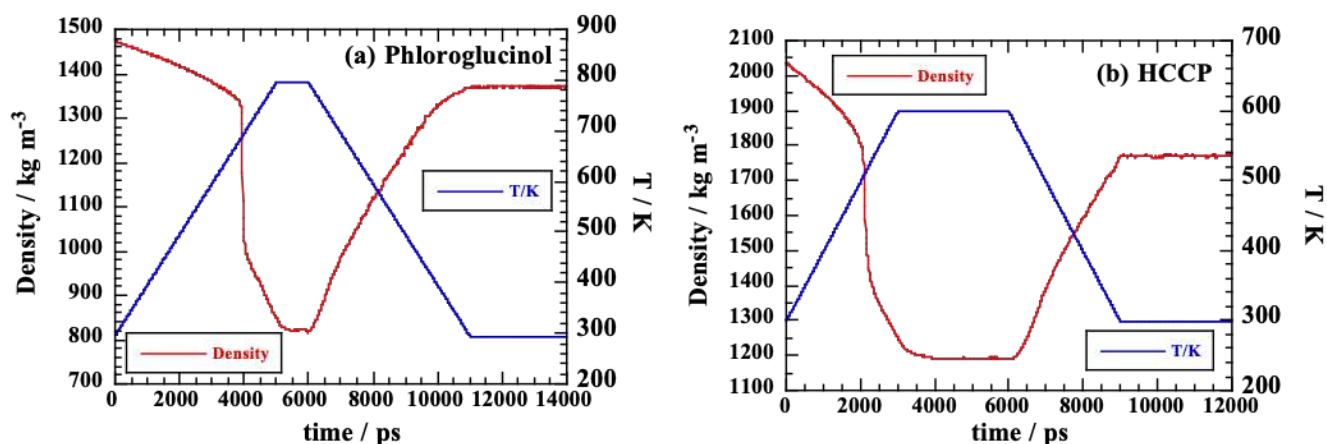 (a) Phloroglucinol
Density / kg m⁻³
1500
1400
1300
1200
1100
1000
900
800
700
T/K
Density
900
800
700
600
500
400
300
200
T / K
0 2000 4000 6000 8000 10000 12000 14000
time / ps
(b) HCCP
Density / kg m⁻³
2100
2000
1900
1800
1700
1600
1500
1400
1300
1200
1100
Density
T/K
700
600
500
400
300
200
T / K
0 2000 4000 6000 8000 10000 12000
time / ps